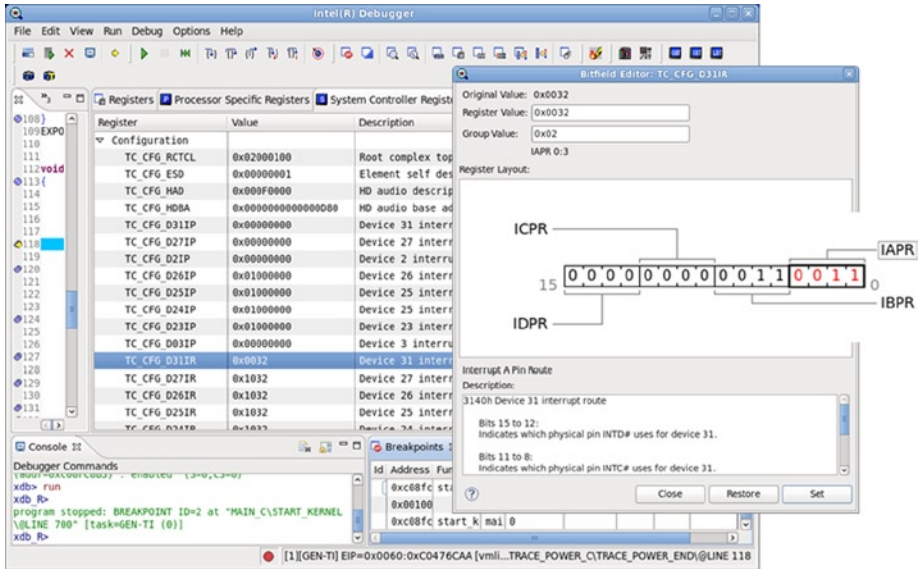 Intel(R) Debugger
File Edit View Run Debug Options Help
Registers Processor Specific Registers System Controller Registe
Register Value Description
Configuration
TC_CFG_RCTCL 0x02000100 Root complex top
TC_CFG_ESD 0x00000001 Element self des
TC_CFG_HAD 0x000F0000 HD audio descrip
TC_CFG_HDBA 0x0000000000000D80 HD audio base ad
TC_CFG_D31IP 0x00000000 Device 31 interr
TC_CFG_D27IP 0x00000000 Device 27 interr
TC_CFG_D2IP 0x00000000 Device 2 interru
TC_CFG_D26IP 0x01000000 Device 26 interr
TC_CFG_D25IP 0x01000000 Device 25 interr
TC_CFG_D24IP 0x01000000 Device 25 interr
TC_CFG_D23IP 0x01000000 Device 23 interr
TC_CFG_D03IP 0x00000000 Device 3 interru
TC_CFG_D31IR 0x0032 Device 31 interr
TC_CFG_D27IR 0x1032 Device 27 interr
TC_CFG_D26IR 0x1032 Device 26 interr
TC_CFG_D25IR 0x1032 Device 25 interr
TC_CFG_D24IR 0x1032 Device 24 interr
108 }
109 EXPO
110
111
112 void
113 {
114
115
116
117
118
119
120
121
122
123
124
125
126
127
128
129
130
131
Bitfield Editor: TC_CFG_D31IR
Original Value: 0x0032
Register Value: 0x0032
Group Value: 0x02
IAPR 0:3
Register Layout:
ICPR
IAPR
15 0 0 0 0 0 0 0 0 0 0 1 1 0 0 1 1 0
IBPR
IDPR
Interrupt A Pin Route
Description:
3140h Device 31 interrupt route
Bits 15 to 12:
Indicates which physical pin INTD# uses for device 31.
Bits 11 to 8:
Indicates which physical pin INTC# uses for device 31.
Close Restore Set
Console
Debugger Commands
xdb> run
xdb_R>
program stopped: BREAKPOINT ID=2 at "MAIN_C\START_KERNEL
\@LINE 700" [task=GEN-TI (0)]
xdb_R>
Breakpoints
Id Address Fun
0xc08fc sta
0x00100
0xc08fc start_k mai 0
[1][GEN-TI] EIP=0x0060:0xC0476CAA [vmli...TRACE_POWER_C\TRACE_POWER_END\@LINE 118